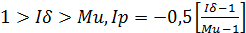 1 > Iδ > Mu, Ip = −0,5[(Iδ−1)/(Mu−1)]